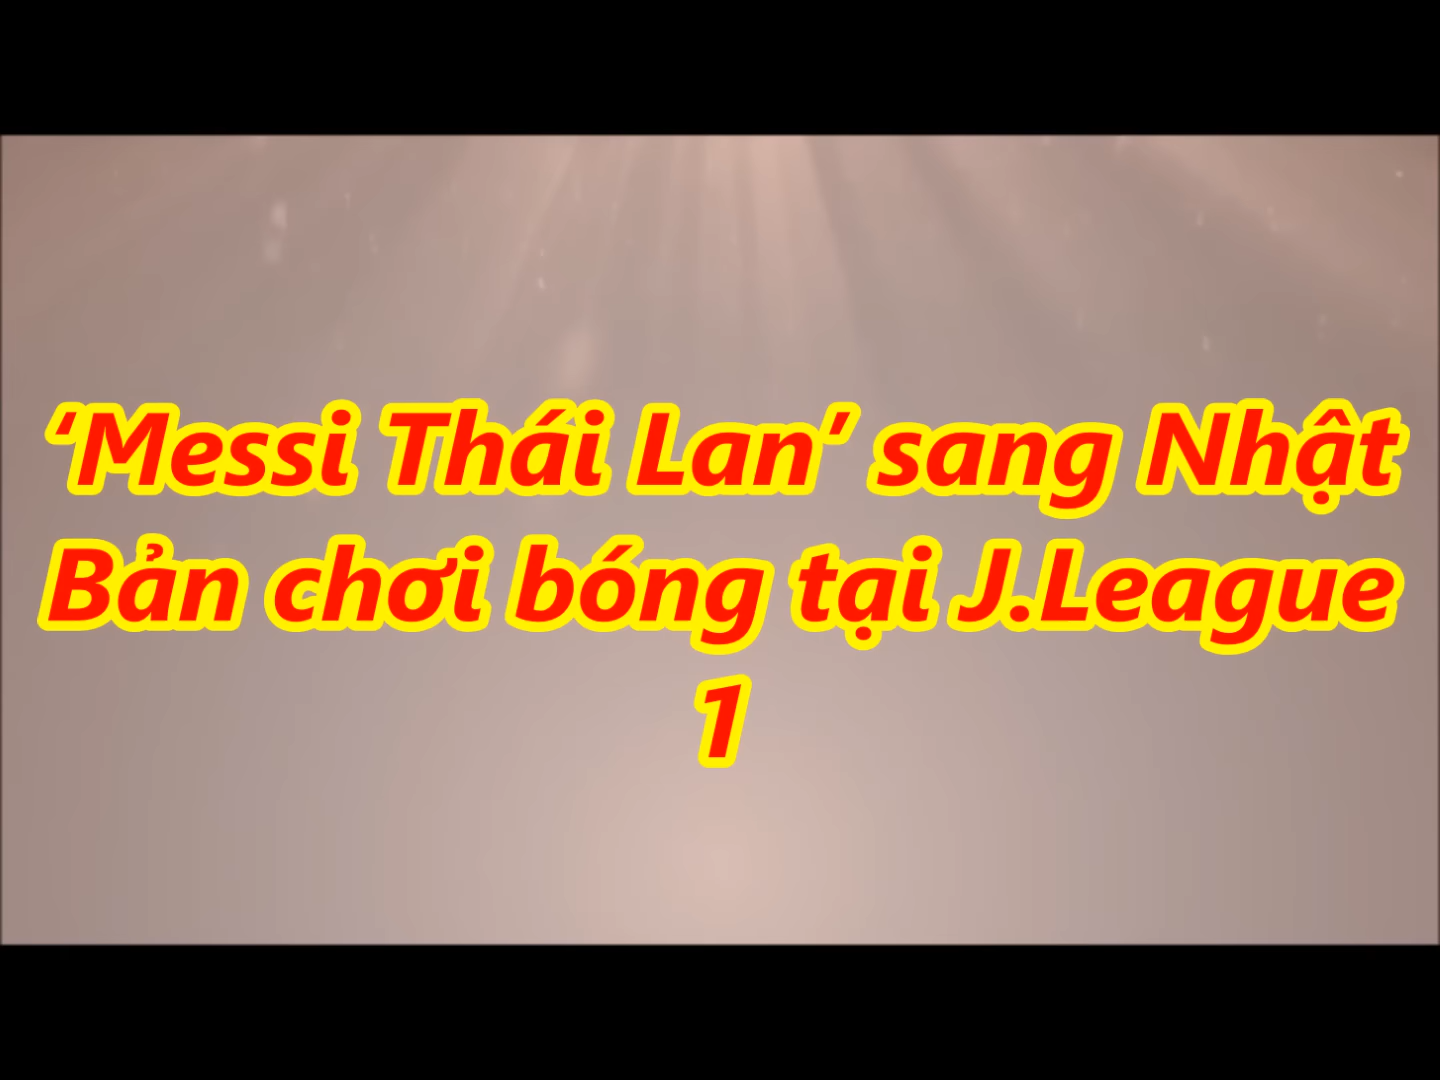 ‘Messi Thái Lan’ sang Nhật
Bản chơi bóng tại J.League
1